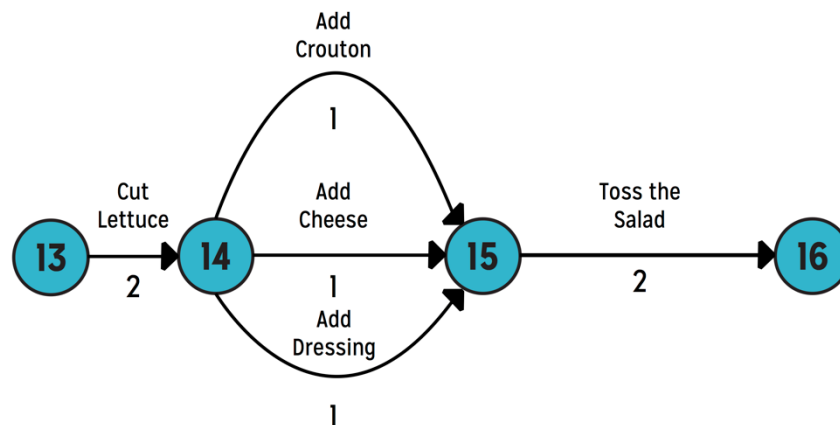 Add
Crouton
1
Cut
Lettuce
Add
Cheese
Toss the
Salad
13
14
15
16
2
1
2
Add
Dressing
1